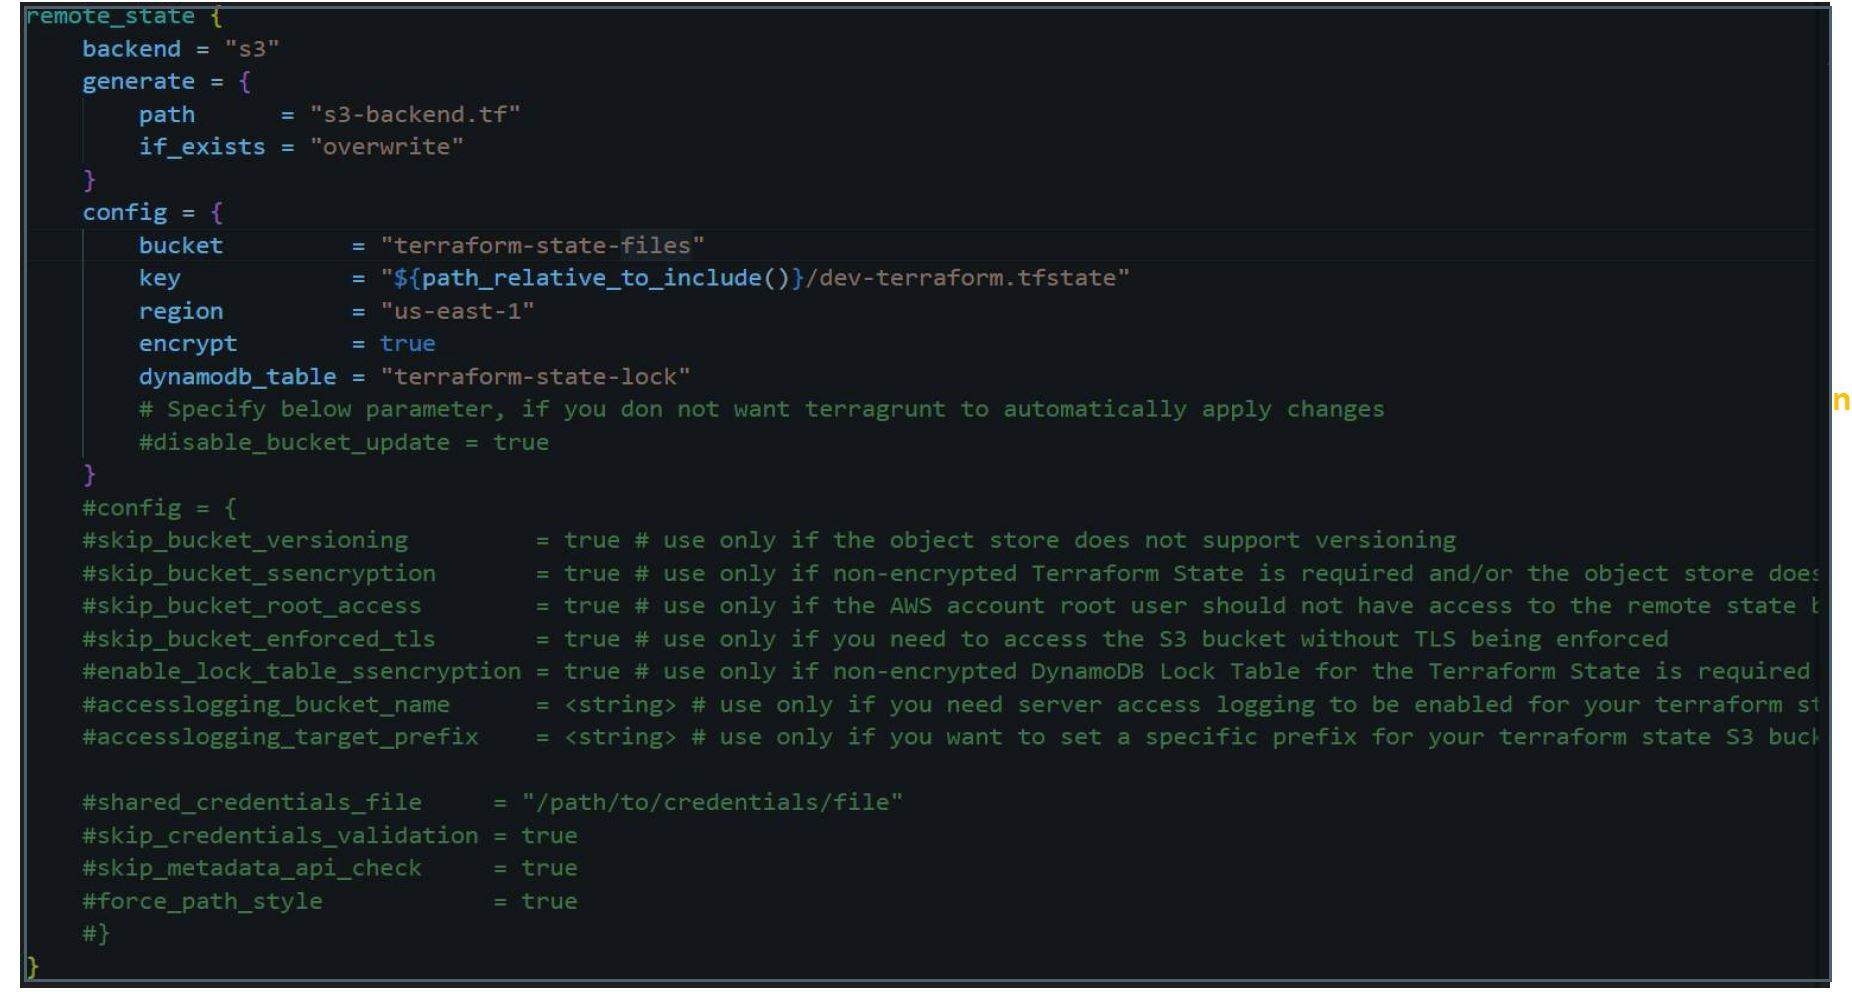 remote_state {
    backend = "s3"
    generate = {
        path      = "s3-backend.tf"
        if_exists = "overwrite"
    }
    config = {
        bucket         = "terraform-state-files"
        key            = "${path_relative_to_include()}/dev-terraform.tfstate"
        region         = "us-east-1"
        encrypt        = true
        dynamodb_table = "terraform-state-lock"
        # Specify below parameter, if you don not want terragrunt to automatically apply changes
        #disable_bucket_update = true
    }
    #config = {
    #skip_bucket_versioning         = true # use only if the object store does not support versioning
    #skip_bucket_ssencryption       = true # use only if non-encrypted Terraform State is required and/or the object store does
    #skip_bucket_root_access        = true # use only if the AWS account root user should not have access to the remote state b
    #skip_bucket_enforced_tls       = true # use only if you need to access the S3 bucket without TLS being enforced
    #enable_lock_table_ssencryption = true # use only if non-encrypted DynamoDB Lock Table for the Terraform State is required
    #accesslogging_bucket_name      = <string> # use only if you need server access logging to be enabled for your terraform st
    #accesslogging_target_prefix    = <string> # use only if you want to set a specific prefix for your terraform state S3 buck
    #shared_credentials_file     = "/path/to/credentials/file"
    #skip_credentials_validation = true
    #skip_metadata_api_check     = true
    #force_path_style            = true
    #}
}
n